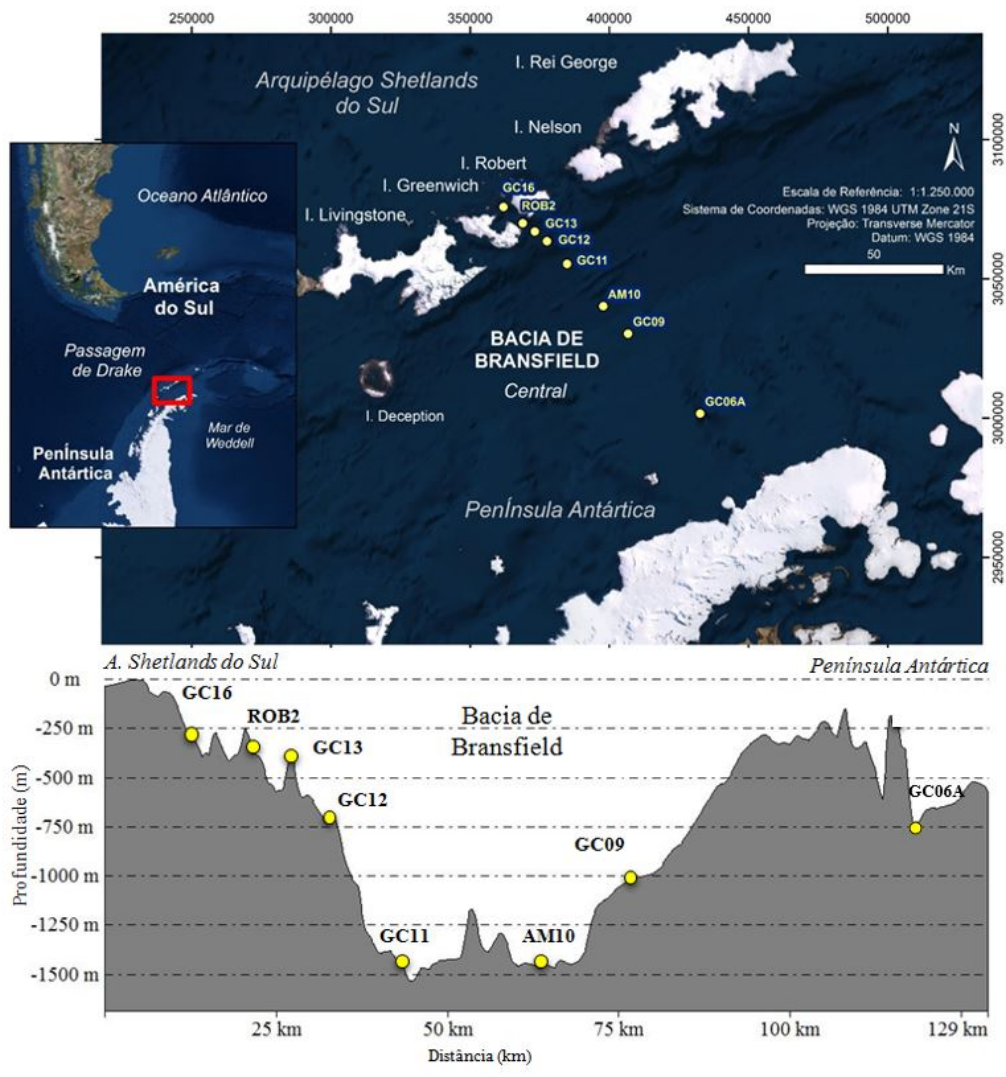 250000
300000
350000
400000
450000
500000
Arquipélago Shetlands
do Sul
I. Rei George
I. Nelson
I. Robert
I. Greenwich
I. Livingstone
GC16
ROB2
GC13
GC12
GC11
AM10
GC09
GC06A
BACIA DE
BRANSFIELD
Central
I. Deception
PenÍnsula Antártica
N
Escala de Referência: 1:1.250.000
Sistema de Coordenadas: WGS 1984 UTM Zone 21S
Projeção: Transverse Mercator
Datum: WGS 1984
50
Km
3100000
3050000
3000000
2950000
Oceano Atlântico
América
do Sul
Passagem
de Drake
Mar de
Weddell
PenÍnsula
Antártica
A. Shetlands do Sul
Península Antártica
Bacia de
Bransfield
GC16
ROB2
GC13
GC12
GC11
AM10
GC09
GC06A
Profundidade (m)
0 m
-250 m
-500 m
-750 m
-1000 m
-1250 m
-1500 m
25 km
50 km
75 km
100 km
129 km
Distância (km)